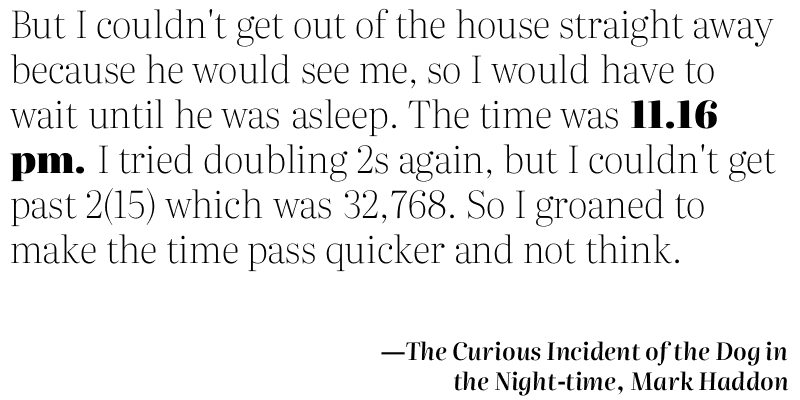 But I couldn't get out of the house straight away
because he would see me, so I would have to
wait until he was asleep. The time was 11.16
pm. I tried doubling 2s again, but I couldn't get
past 2(15) which was 32,768. So I groaned to
make the time pass quicker and not think.
—The Curious Incident of the Dog in
the Night-time, Mark Haddon